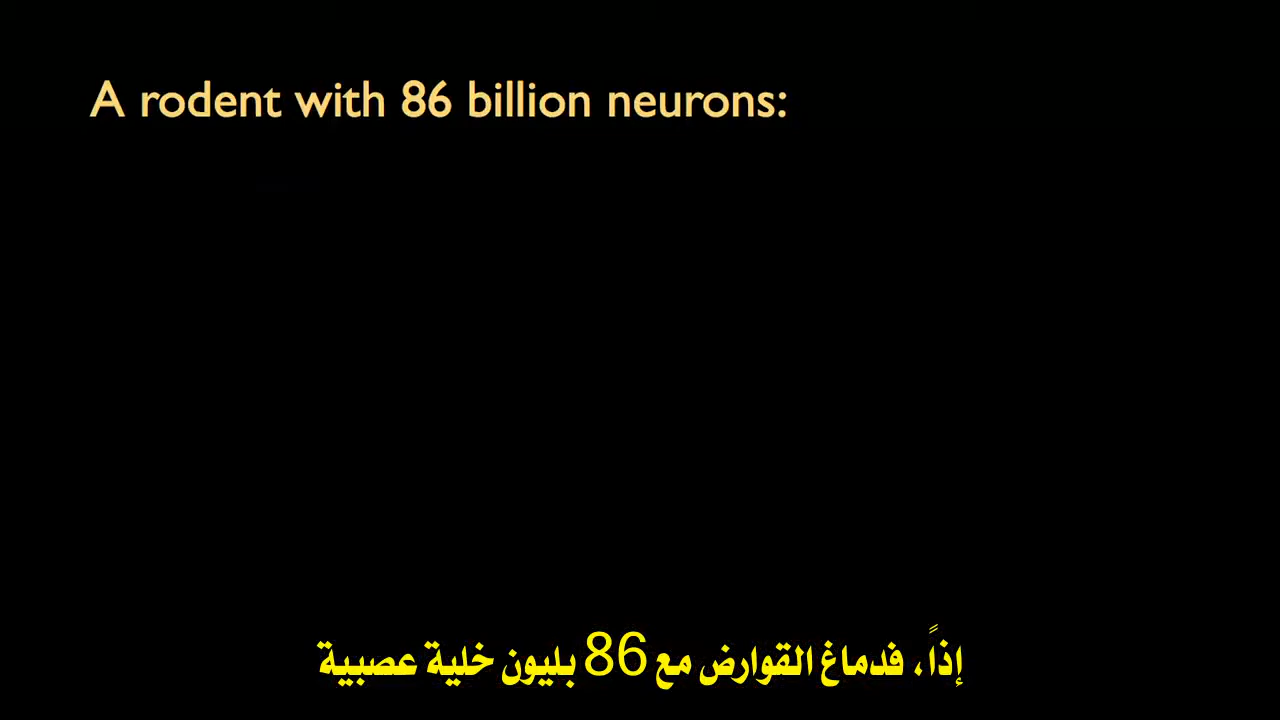 A rodent with 86 billion neurons:
إذاً، فدماغ القوارض مع 86 بليون خلية عصبية